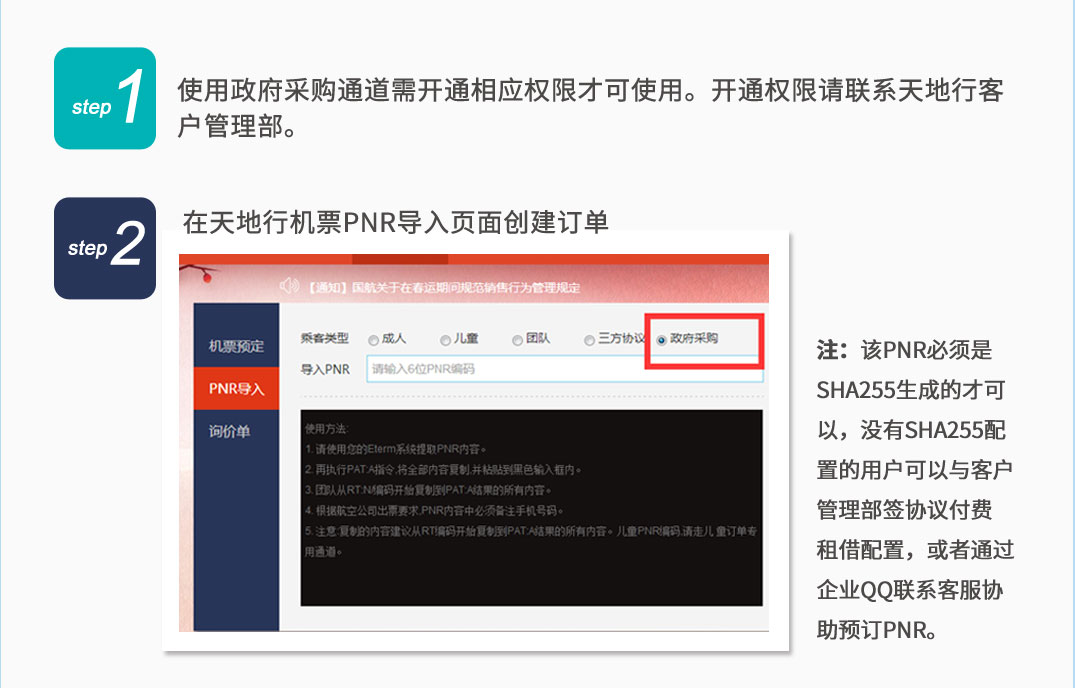 step 1
使用政府采购通道需开通相应权限才可使用。开通权限请联系天地行客
户管理部。
step 2
在天地行机票PNR导入页面创建订单
【通知】国航关于在春运期间规范销售行为管理规定
机票预定
PNR导入
询价单
乘客类型 成人 儿童 团队 三方协议 政府采购
导入PNR 请输入6位PNR编码
使用方法:
1. 请使用您的Eterm系统提取PNR内容。
2. 再执行PAT:A指令,将全部内容复制,并粘贴到黑色输入框内。
3. 团队从RT:N/编码开始复制到PAT:A结果的所有内容。
4. 根据航空公司出票要求,PNR内容中必须备注手机号码。
5. 注意:复制的内容建议从RT编码开始复制到PAT:A结果的所有内容。儿童PNR编码,请走儿童订单专
用通道。
注：该PNR必须是
SHA255生成的才可
以，没有SHA255配
置的用户可以与客户
管理部签协议付费
租借配置，或者通过
企业QQ联系客服协
助预订PNR。